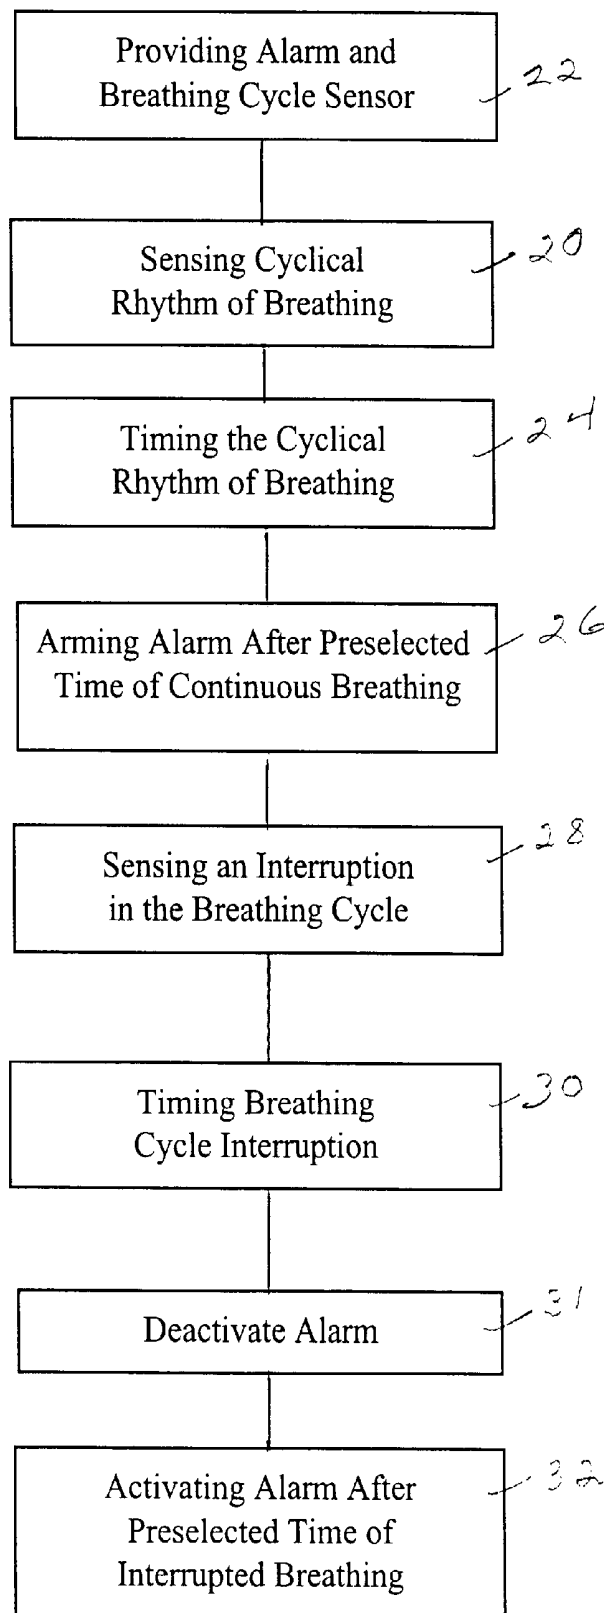 Providing Alarm and
Breathing Cycle Sensor
22
Sensing Cyclical
Rhythm of Breathing
20
Timing the Cyclical
Rhythm of Breathing
24
Arming Alarm After Preselected
Time of Continuous Breathing
26
Sensing an Interruption
in the Breathing Cycle
28
Timing Breathing
Cycle Interruption
30
Deactivate Alarm
31
Activating Alarm After
Preselected Time of
Interrupted Breathing
32